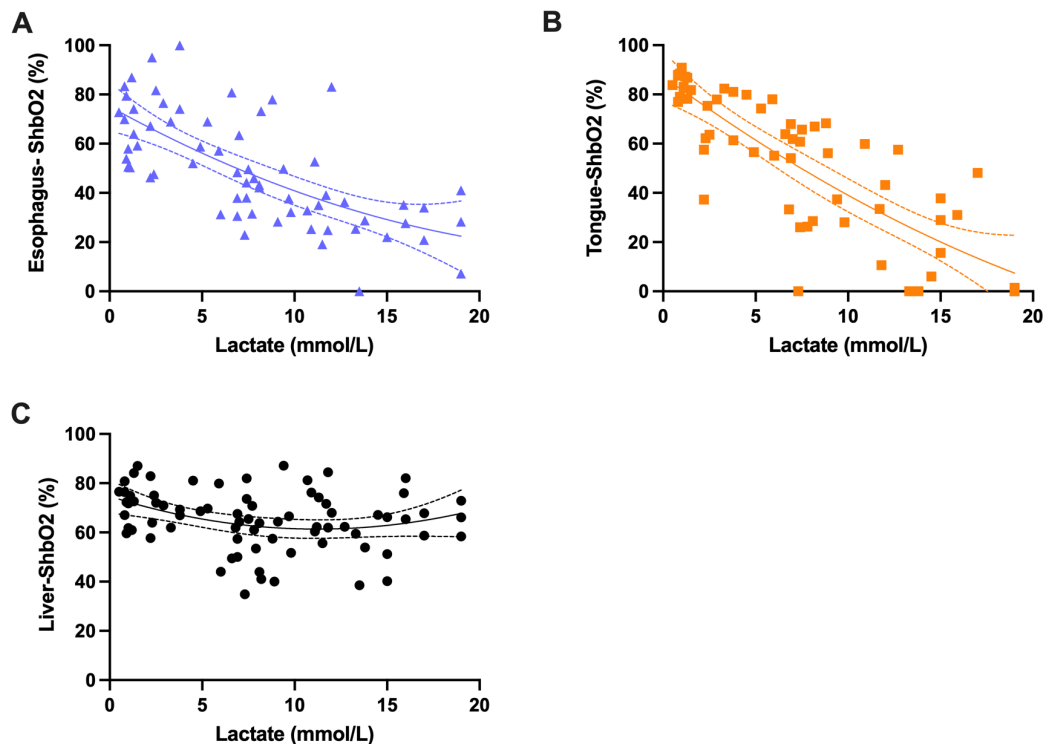 A
Esophagus- ShbO2 (%)
100
80
60
40
20
0
0 5 10 15 20
Lactate (mmol/L)
B
Tongue-ShbO2 (%)
100
80
60
40
20
0
0 5 10 15 20
Lactate (mmol/L)
C
Liver-ShbO2 (%)
100
80
60
40
20
0
0 5 10 15 20
Lactate (mmol/L)